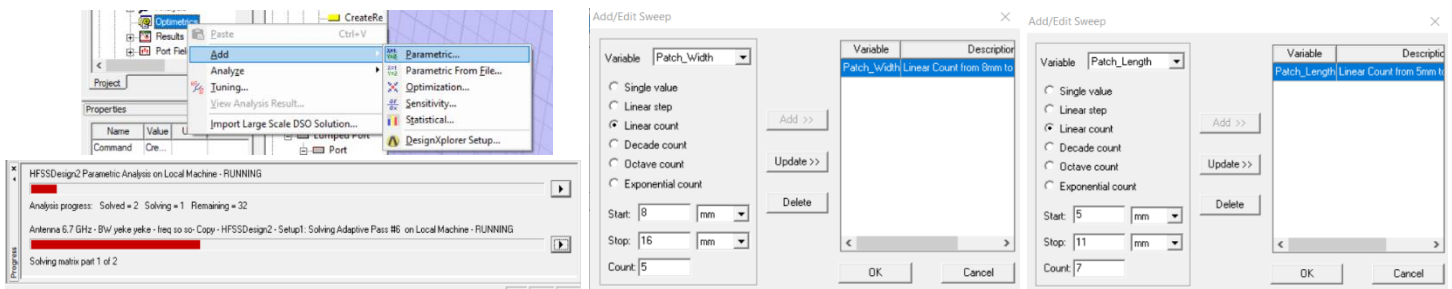 Optimetrics
Results
Port Fiel
CreateRe
Project
Properties
Name Value U
Command Cre...
Lumped Port
Port
Paste Ctrl+V
Add
Analyze
Tuning...
View Analysis Result...
Import Large Scale DSO Solution...
Parametric...
Parametric From File...
Optimization...
Sensitivity...
Statistical...
DesignXplorer Setup...
HFSSDesign2 Parametric Analysis on Local Machine - RUNNING
Analysis progress: Solved = 2 Solving = 1 Remaining = 32
Antenna 6.7 GHz - BW yeke yeke - freq so so- Copy - HFSSDesign2 - Setup1: Solving Adaptive Pass #6 on Local Machine - RUNNING
Solving matrix part 1 of 2
Progress
Add/Edit Sweep
Variable Patch_Width
Single value
Linear step
Linear count
Decade count
Octave count
Exponential count
Start: 8 mm
Stop: 16 mm
Count: 5
Add >>
Update >>
Delete
Variable Description
Patch_Width Linear Count from 8mm to
OK Cancel
Add/Edit Sweep
Variable Patch_Length
Single value
Linear step
Linear count
Decade count
Octave count
Exponential count
Start: 5 mm
Stop: 11 mm
Count: 7
Add >>
Update >>
Delete
Variable Descriptic
Patch_Length Linear Count from 5mm to
OK Cancel